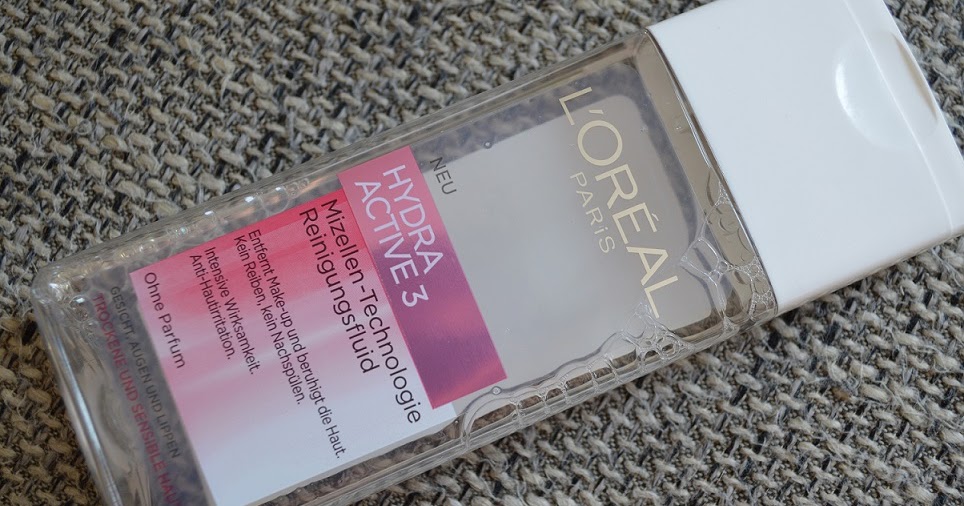 L'ORÉAL
PARiS
NEU
HYDRA
ACTIVE 3
Mizellen-Technologie
Reinigungsfluid
Entfernt Make-up und beruhigt die Haut.
Kein Reiben, kein Nachspülen.
Intensive Wirksamkeit.
Anti-Hautirritation.
Ohne Parfum
GESICHT AUGEN UND LIPPEN
TROCKENE UND SENSIBLE